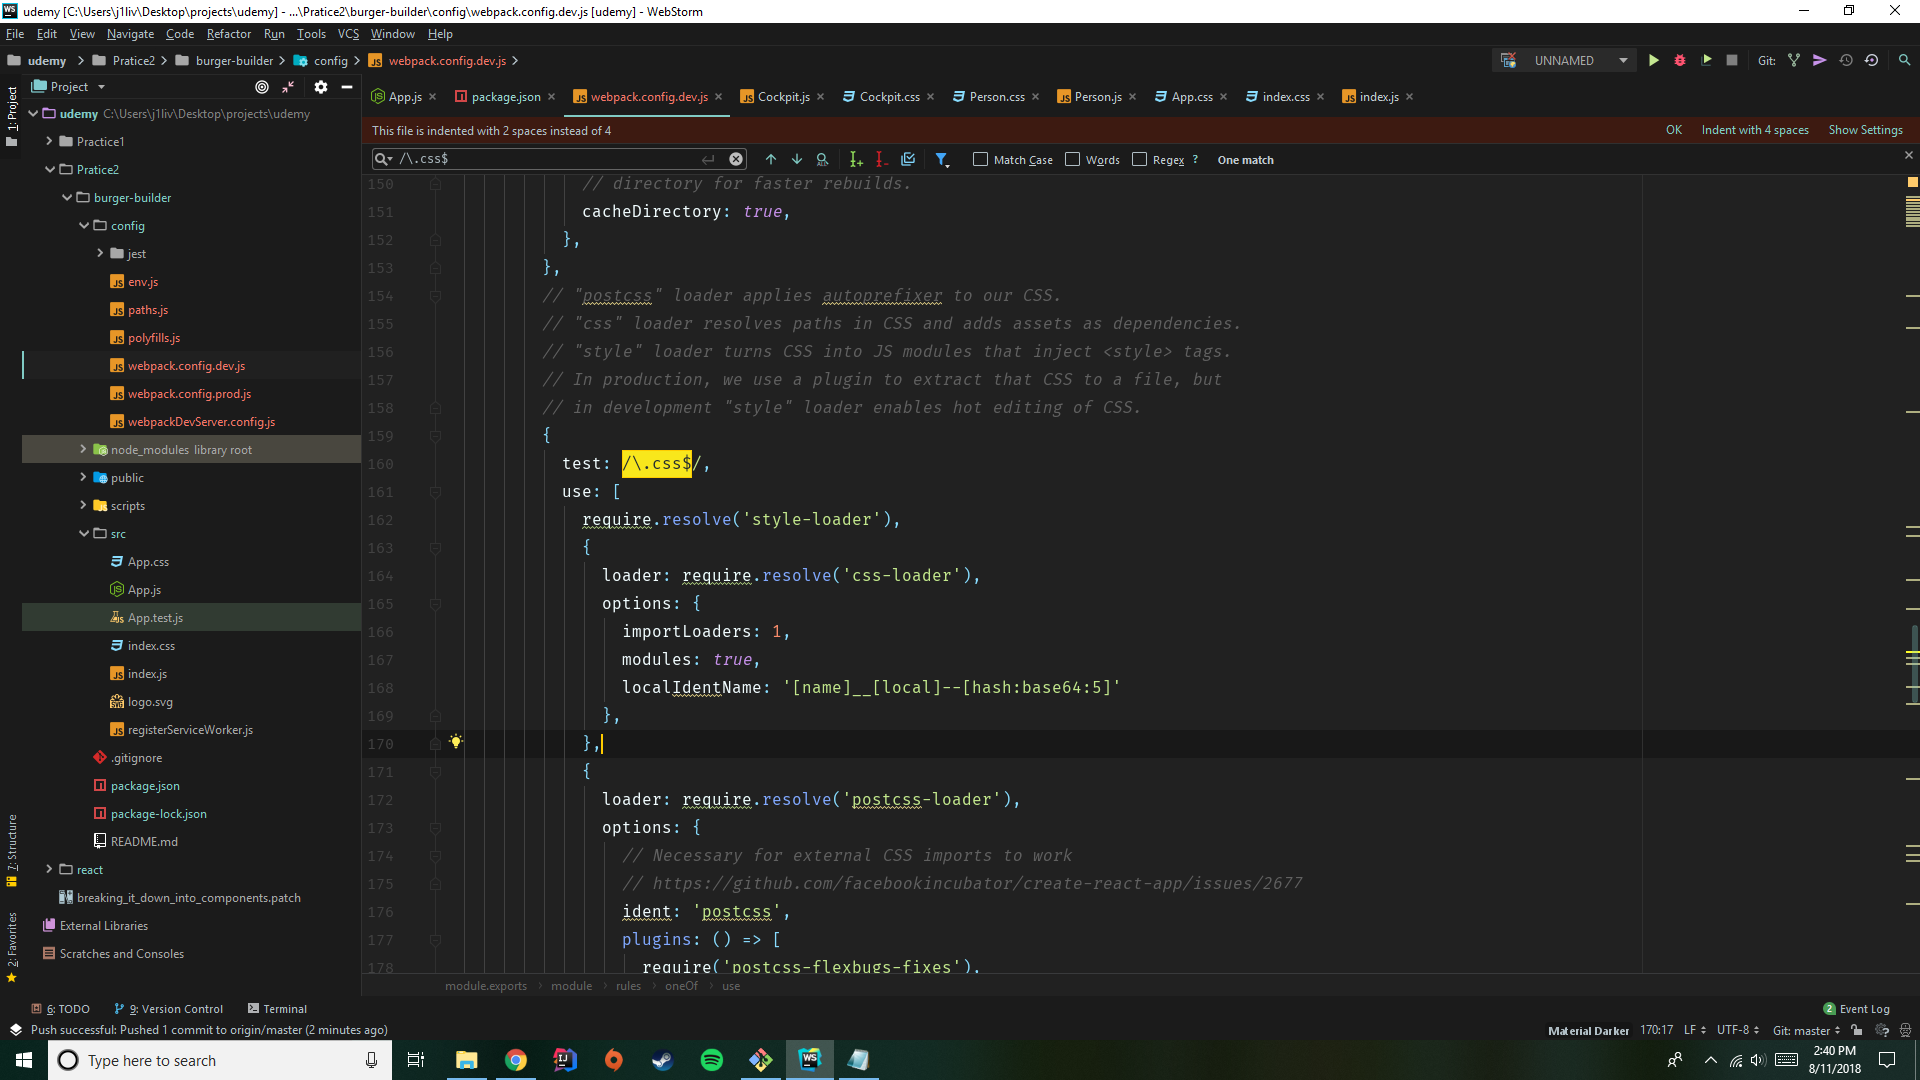 udemy [C:\Users\j1liv\Desktop\projects\udemy] - ...\Pratice2\burger-builder\config\webpack.config.dev.js [udemy] - WebStorm
File Edit View Navigate Code Refactor Run Tools VCS Window Help
udemy Pratice2 burger-builder config webpack.config.dev.js UNNAMED Git:
Project
App.js package.json webpack.config.dev.js Cockpit.js Cockpit.css Person.css Person.js App.css index.css index.js
1: Project
7: Structure
2: Favorites
udemy C:\Users\j1liv\Desktop\projects\udemy
Practice1
Pratice2
burger-builder
config
jest
env.js
paths.js
polyfills.js
webpack.config.dev.js
webpack.config.prod.js
webpackDevServer.config.js
node_modules library root
public
scripts
src
App.css
App.js
App.test.js
index.css
index.js
logo.svg
registerServiceWorker.js
.gitignore
package.json
package-lock.json
README.md
react
breaking_it_down_into_components.patch
External Libraries
Scratches and Consoles
This file is indented with 2 spaces instead of 4 OK Indent with 4 spaces Show Settings
/\.css$ Match Case Words Regex ? One match
150 // directory for faster rebuilds.
151 cacheDirectory: true,
152 },
153 },
154 // "postcss" loader applies autoprefixer to our CSS.
155 // "css" loader resolves paths in CSS and adds assets as dependencies.
156 // "style" loader turns CSS into JS modules that inject <style> tags.
157 // In production, we use a plugin to extract that CSS to a file, but
158 // in development "style" loader enables hot editing of CSS.
159 {
160 test: /\.css$/,
161 use: [
162 require.resolve('style-loader'),
163 {
164 loader: require.resolve('css-loader'),
165 options: {
166 importLoaders: 1,
167 modules: true,
168 localIdentName: '[name]__[local]--[hash:base64:5]'
169 },
170 },
171 {
172 loader: require.resolve('postcss-loader'),
173 options: {
174 // Necessary for external CSS imports to work
175 // https://github.com/facebookincubator/create-react-app/issues/2677
176 ident: 'postcss',
177 plugins: () => [
178 require('postcss-flexbugs-fixes'),
module.exports module rules oneOf use
6: TODO 9: Version Control Terminal 2 Event Log
Push successful: Pushed 1 commit to origin/master (2 minutes ago) Material Darker 170:17 LF UTF-8 Git: master
Type here to search
2:40 PM
8/11/2018